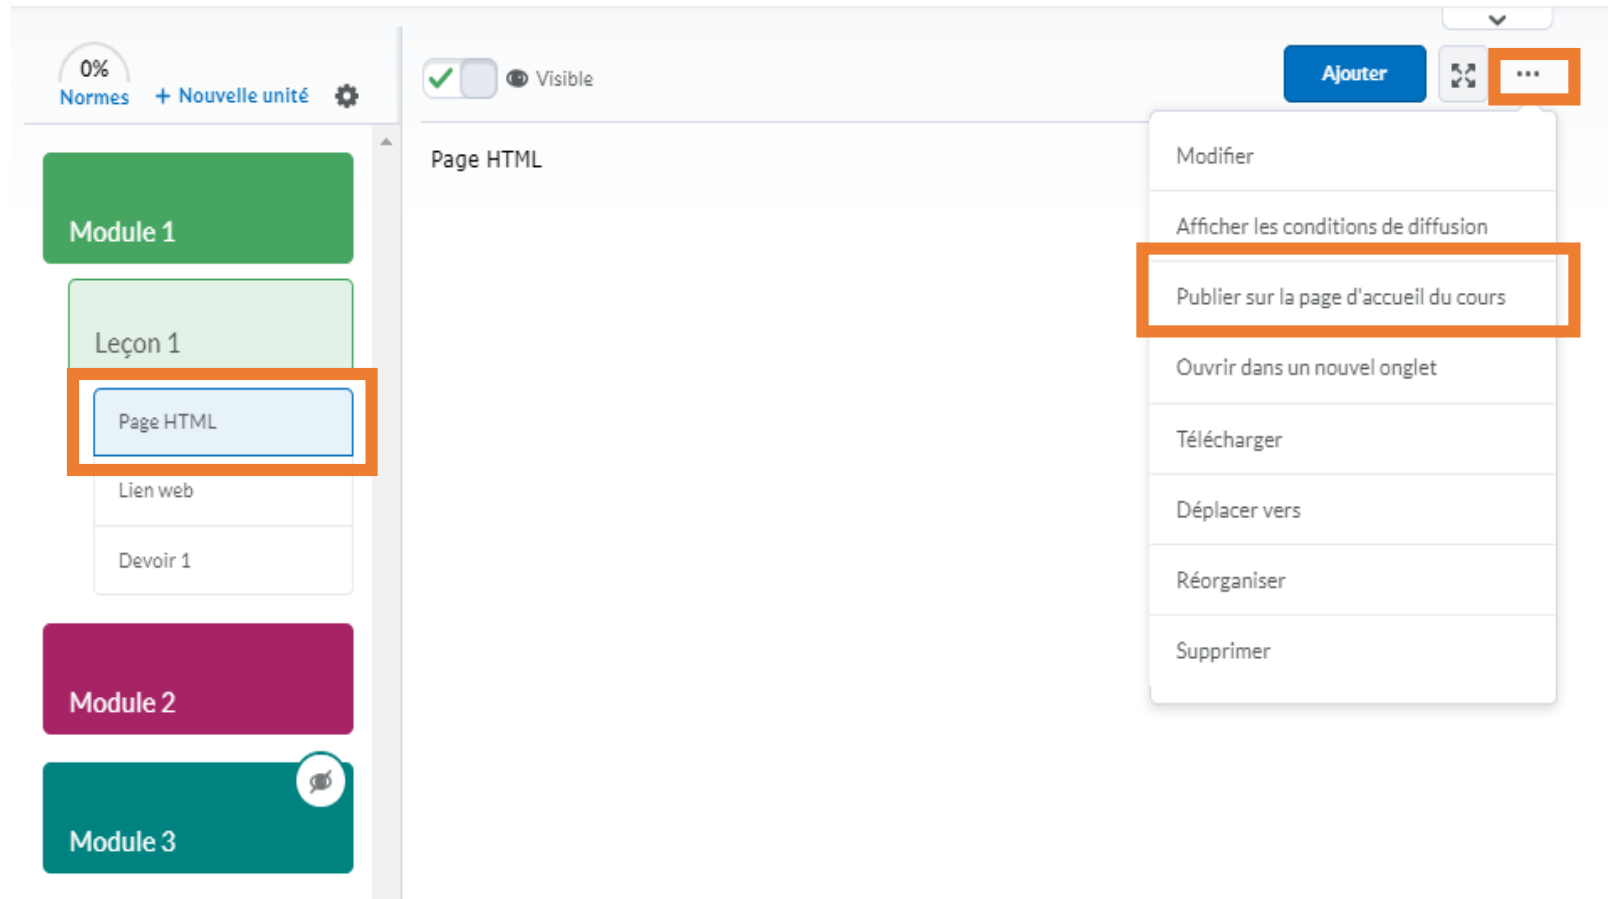 0%
Normes
+ Nouvelle unité
Visible
Ajouter
...
Module 1
Leçon 1
Page HTML
Lien web
Devoir 1
Module 2
Module 3
Page HTML
Modifier
Afficher les conditions de diffusion
Publier sur la page d'accueil du cours
Ouvrir dans un nouvel onglet
Télécharger
Déplacer vers
Réorganiser
Supprimer